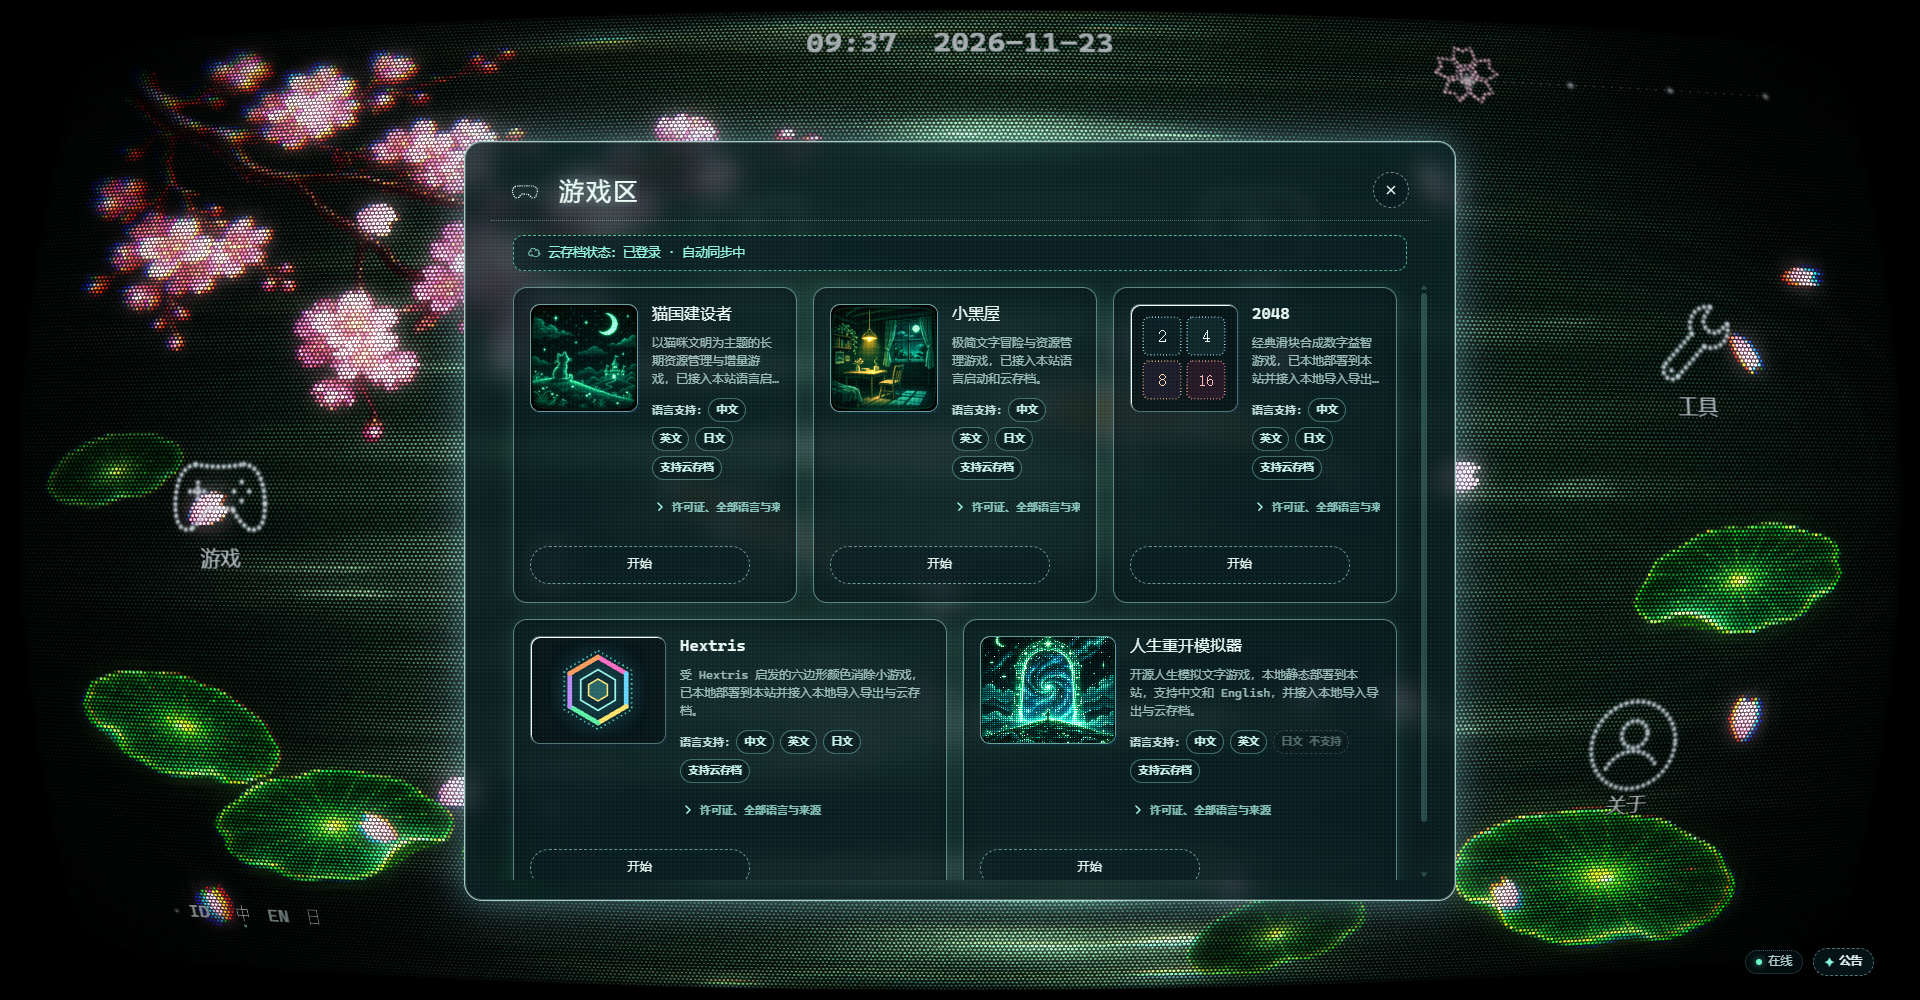 09:37 2026-11-23
游戏区
云存档状态: 已登录 · 自动同步中
猫国建设者
以猫咪文明为主题的长
期资源管理与增量游
戏，已接入本站语言启…
语言支持: 中文
英文 日文
支持云存档
许可证、全部语言与来
开始
小黑屋
极简文字冒险与资源管
理游戏，已接入本站语
言启动和云存档。
语言支持: 中文
英文 日文
支持云存档
许可证、全部语言与来
开始
2 4
8 16
2048
经典滑块合成数字益智
游戏，已本地部署到本
站并接入本地导入导出…
语言支持: 中文
英文 日文
支持云存档
许可证、全部语言与来
开始
Hextris
受 Hextris 启发的六边形颜色消除小游戏，
已本地部署到本站并接入本地导入导出与云存
档。
语言支持: 中文 英文 日文
支持云存档
许可证、全部语言与来源
开始
人生重开模拟器
开源人生模拟文字游戏，本地静态部署到本
站，支持中文和 English，并接入本地导入导
出与云存档。
语言支持: 中文 英文 日文 不支持
支持云存档
许可证、全部语言与来源
开始
游戏
工具
关于
中 EN 日
在线
公告